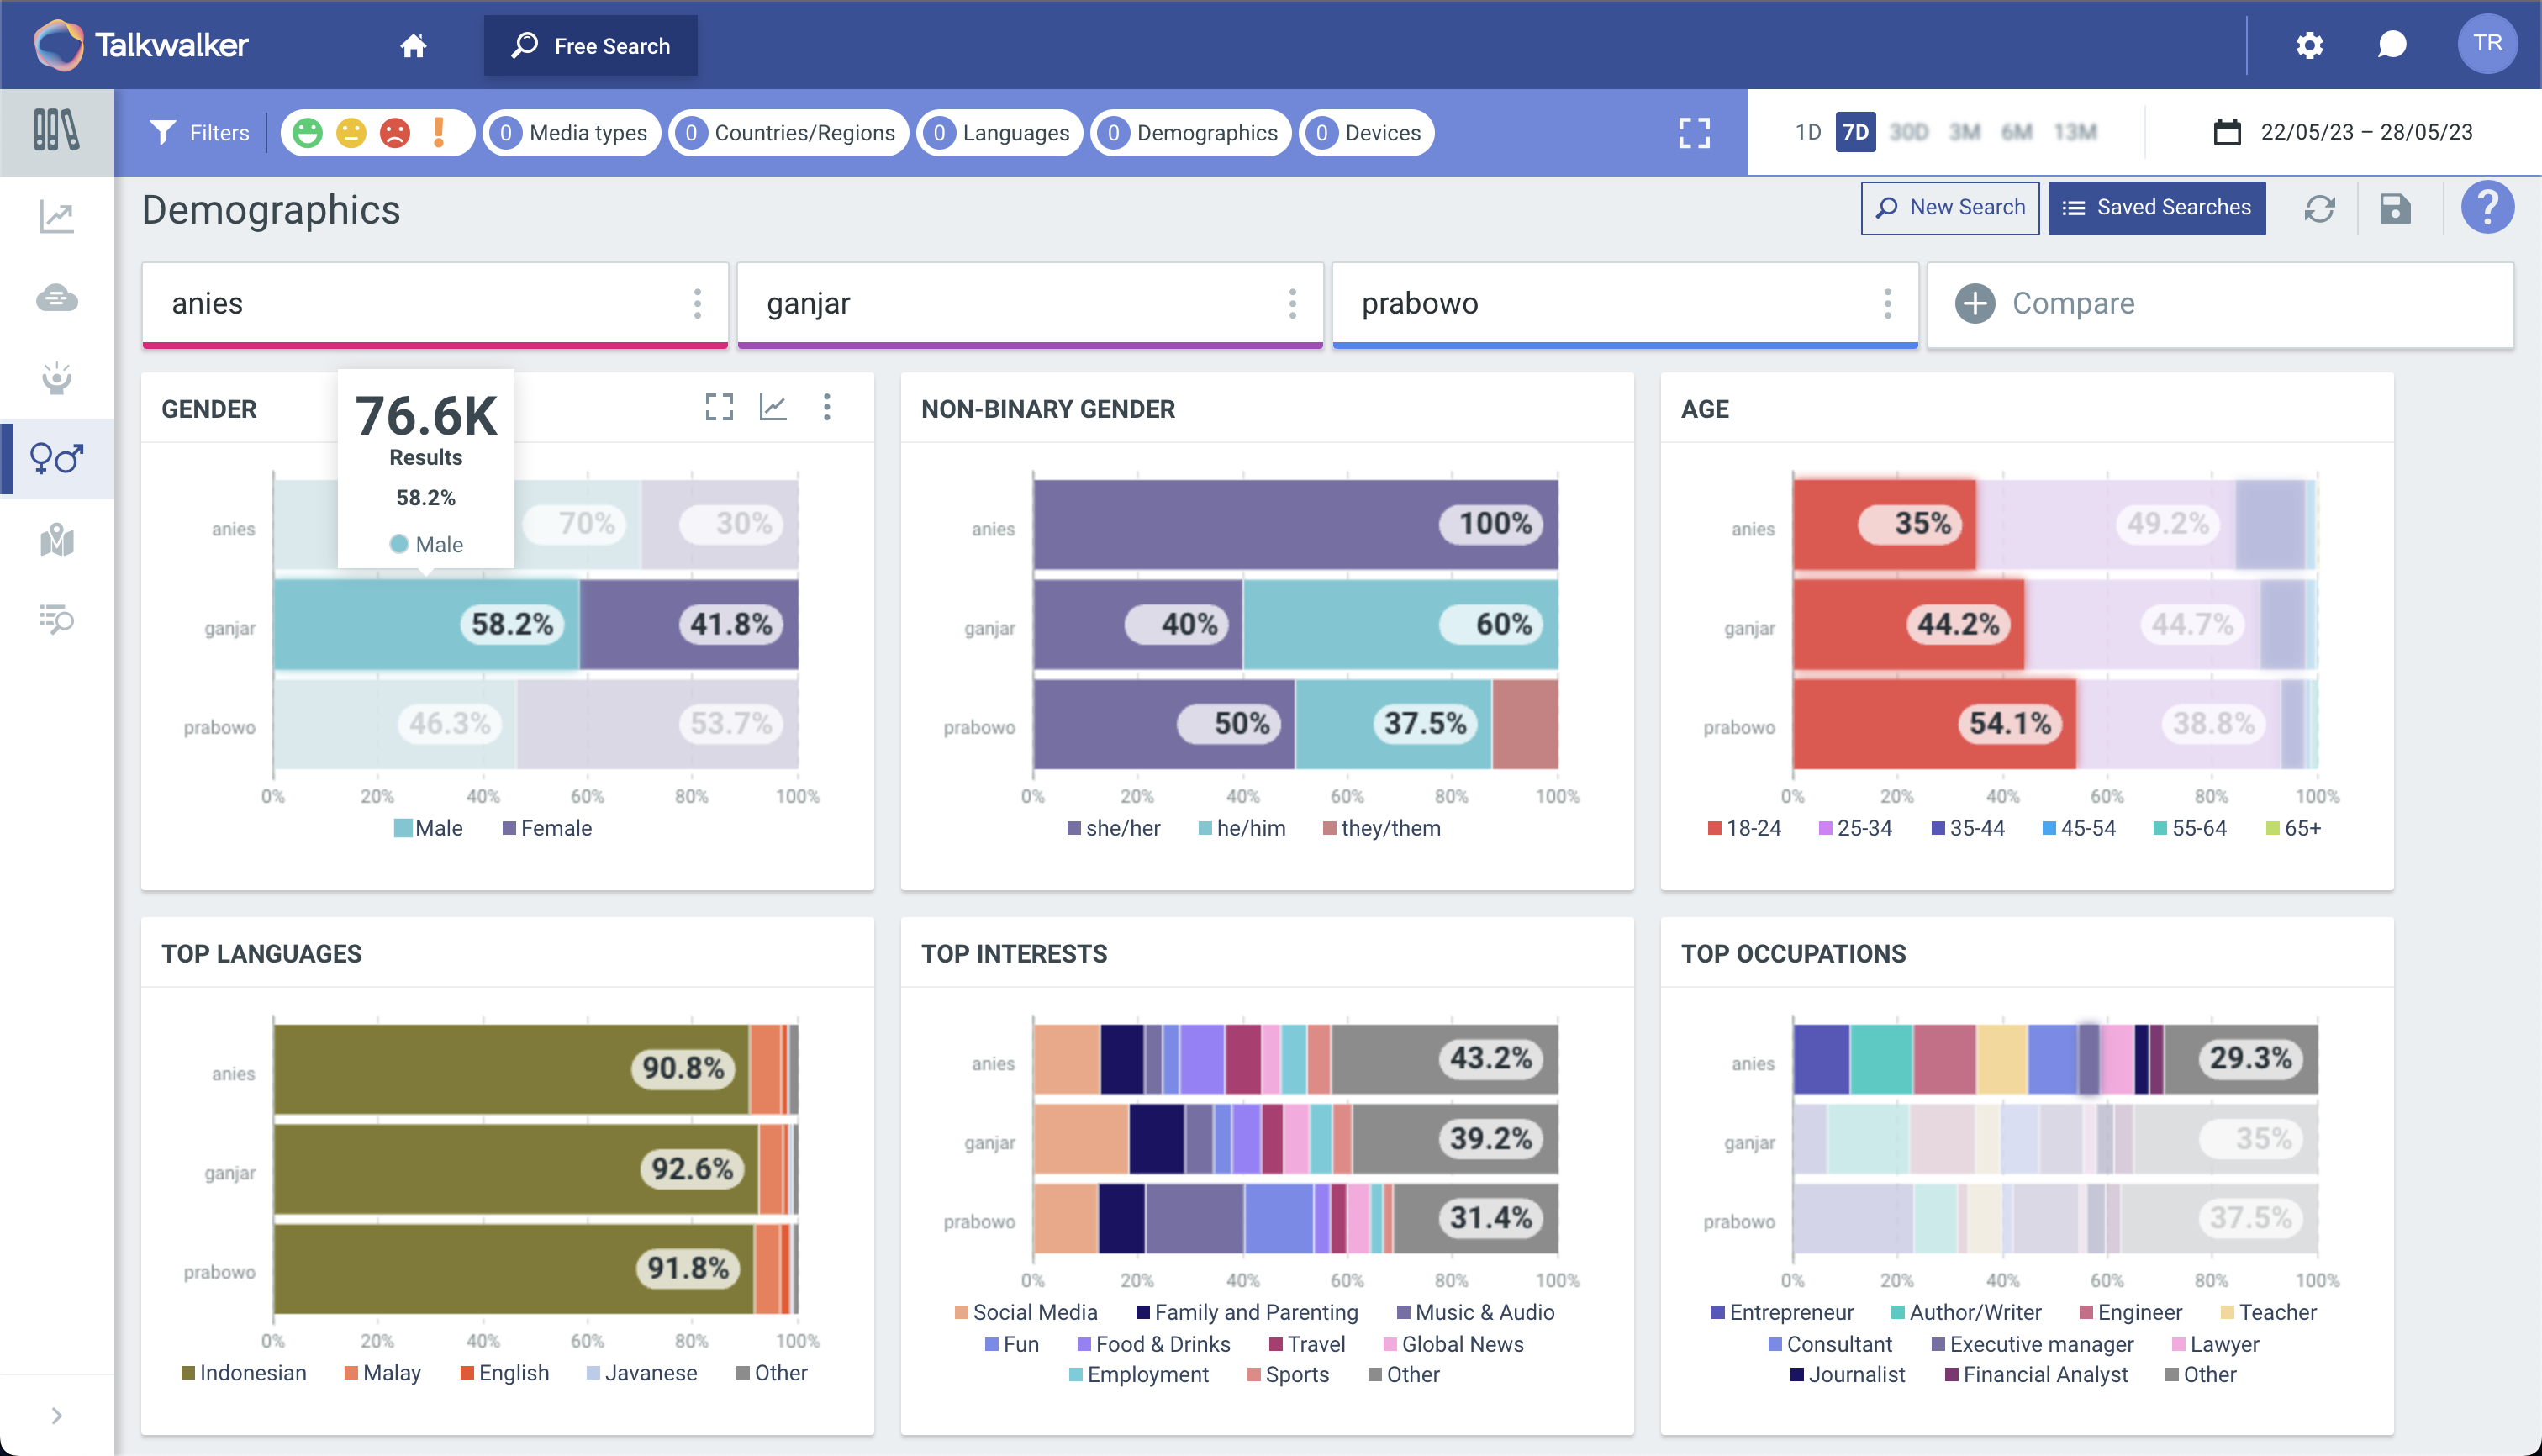 Talkwalker
Free Search
TR
Filters
0 Media types
0 Countries/Regions
0 Languages
0 Demographics
0 Devices
1D 7D 30D 3M 6M 13M
22/05/23 – 28/05/23
Demographics
New Search
Saved Searches
?
anies
ganjar
prabowo
Compare
GENDER
76.6K
Results
58.2%
Male
anies 70% 30%
ganjar 58.2% 41.8%
prabowo 46.3% 53.7%
0% 20% 40% 60% 80% 100%
Male Female
NON-BINARY GENDER
anies 100%
ganjar 40% 60%
prabowo 50% 37.5%
0% 20% 40% 60% 80% 100%
she/her he/him they/them
AGE
anies 35% 49.2%
ganjar 44.2% 44.7%
prabowo 54.1% 38.8%
0% 20% 40% 60% 80% 100%
18-24 25-34 35-44 45-54 55-64 65+
TOP LANGUAGES
anies 90.8%
ganjar 92.6%
prabowo 91.8%
0% 20% 40% 60% 80% 100%
Indonesian Malay English Javanese Other
TOP INTERESTS
anies 43.2%
ganjar 39.2%
prabowo 31.4%
0% 20% 40% 60% 80% 100%
Social Media Family and Parenting Music & Audio
Fun Food & Drinks Travel Global News
Employment Sports Other
TOP OCCUPATIONS
anies 29.3%
ganjar 35%
prabowo 37.5%
0% 20% 40% 60% 80% 100%
Entrepreneur Author/Writer Engineer Teacher
Consultant Executive manager Lawyer
Journalist Financial Analyst Other